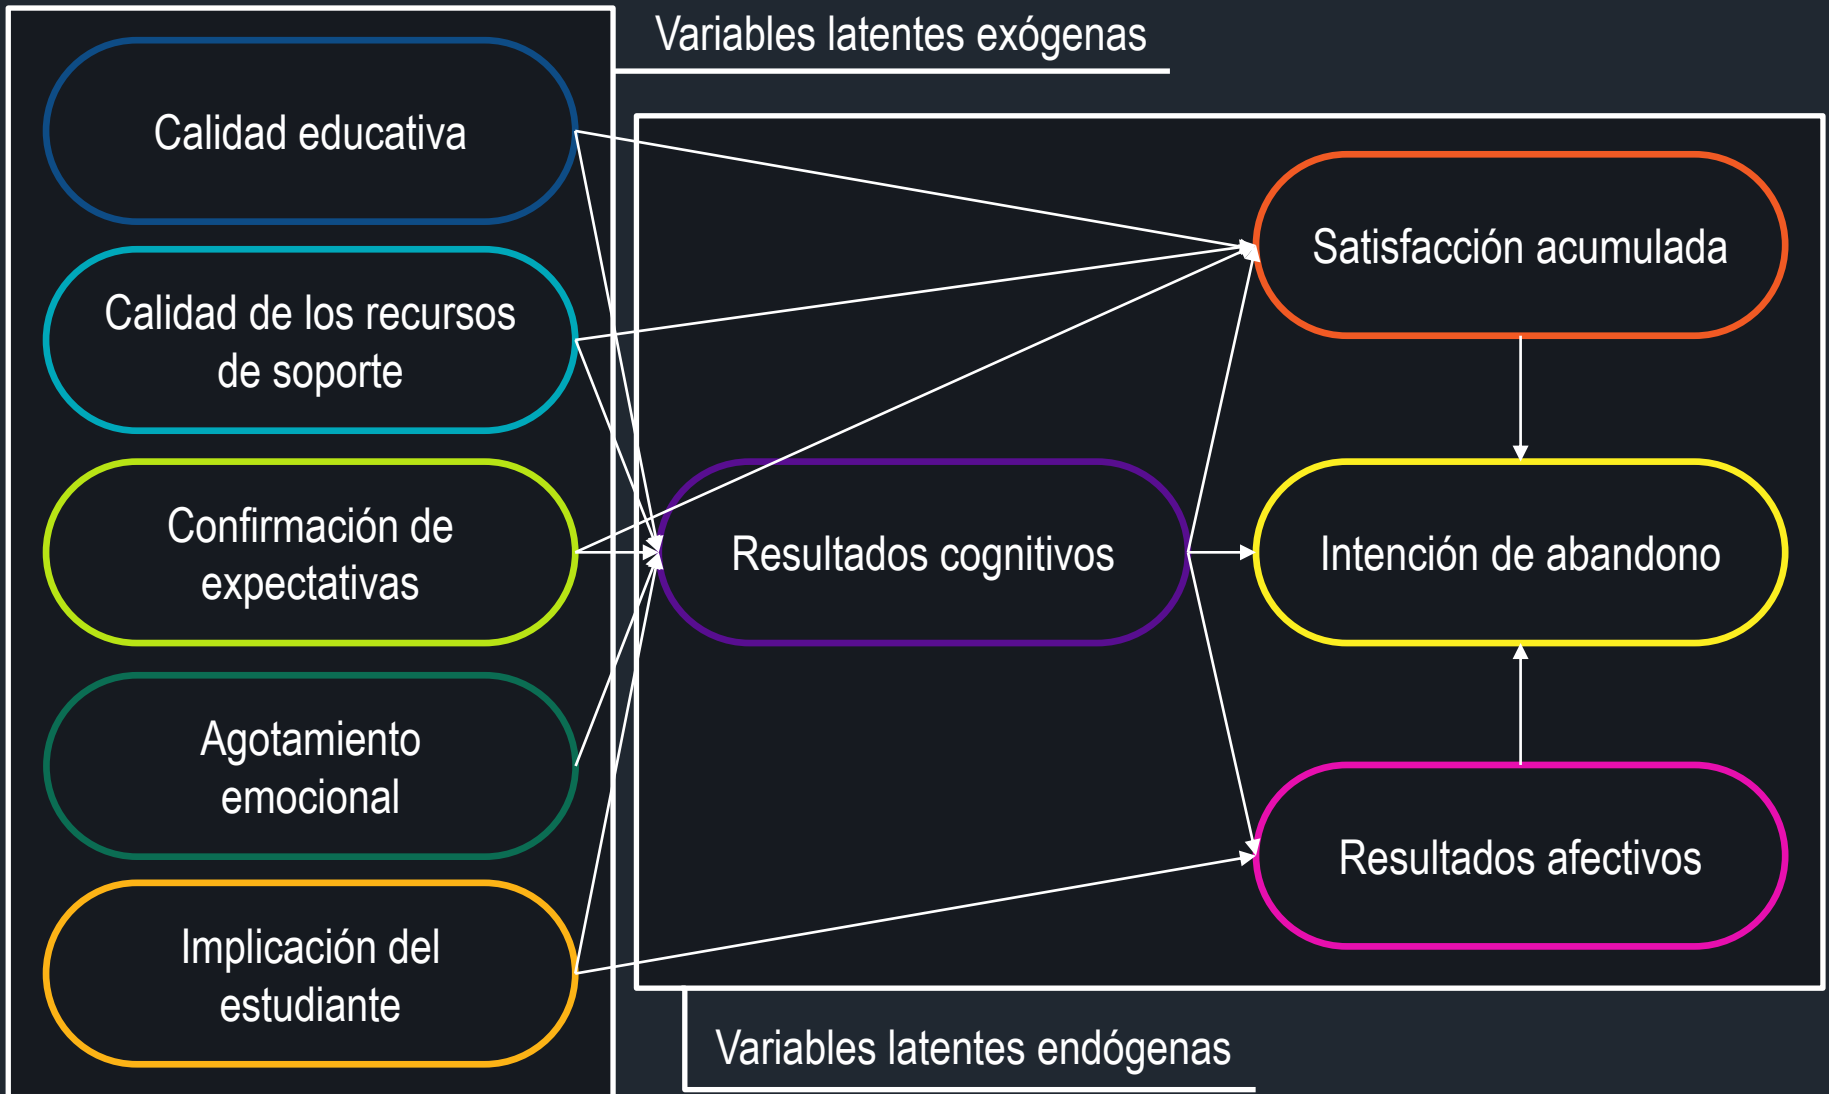 Variables latentes exógenas
Calidad educativa
Calidad de los recursos
de soporte
Confirmación de
expectativas
Agotamiento
emocional
Implicación del
estudiante
Resultados cognitivos
Satisfacción acumulada
Intención de abandono
Resultados afectivos
Variables latentes endógenas